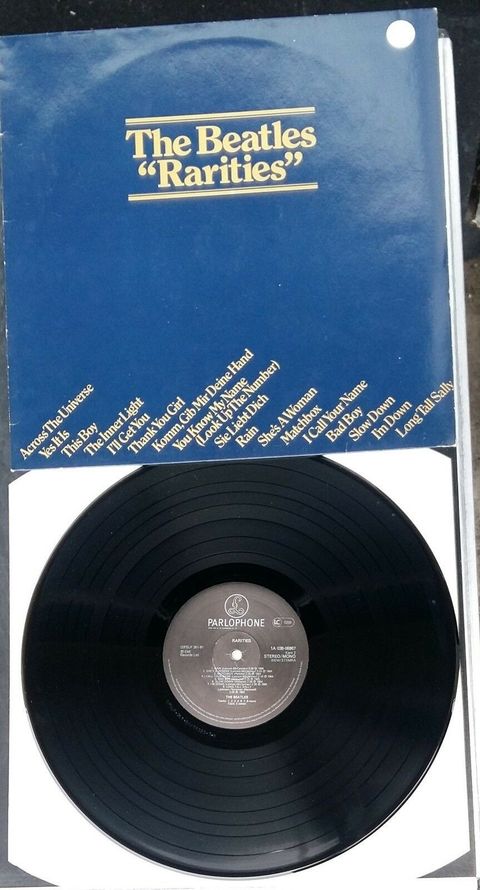 The Beatles
“Rarities”
Across The Universe
Yes It Is
This Boy
The Inner Light
I'll Get You
Thank You Girl
Komm, Gib Mir Deine Hand
You Know My Name
(Look Up The Number)
Sie Liebt Dich
Rain
She's A Woman
Matchbox
I Call Your Name
Bad Boy
Slow Down
I'm Down
Long Tall Sally
PARLOPHONE
RARITIES
STEREO/MONO
THE BEATLES